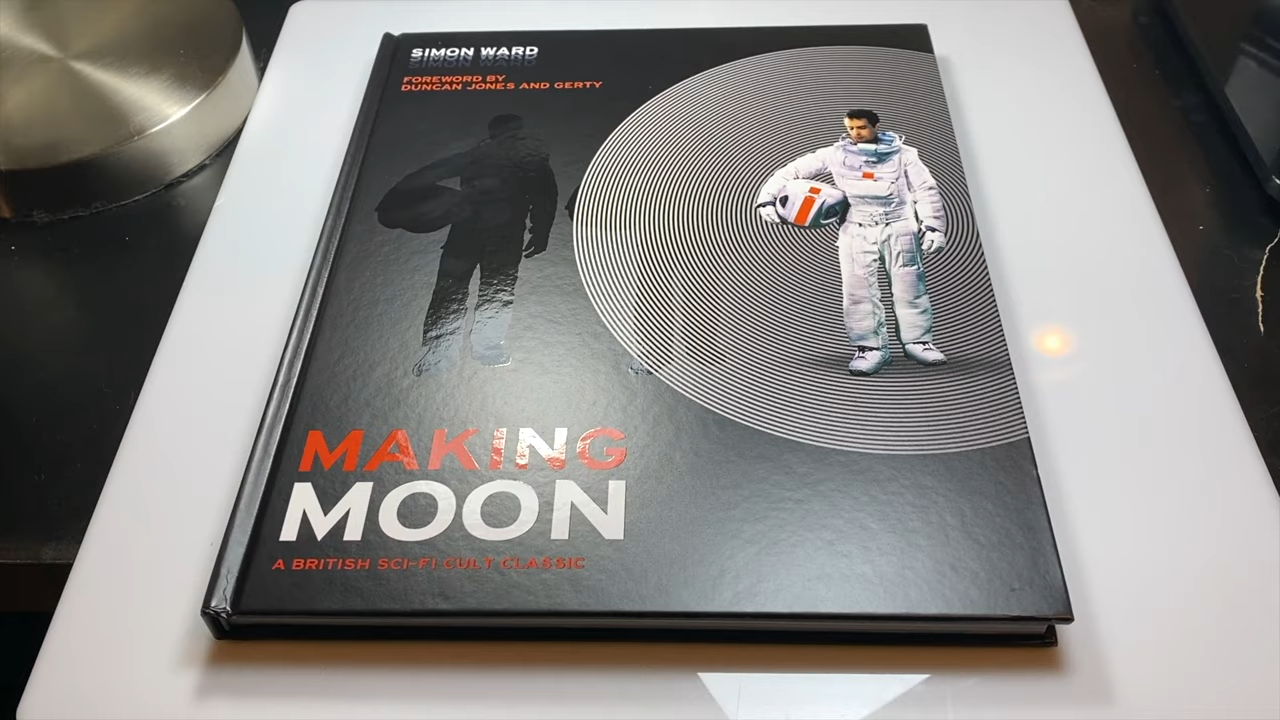 SIMON WARD
FOREWORD BY
DUNCAN JONES AND GERTY
MAKING
MOON
A BRITISH SCI-FI CULT CLASSIC